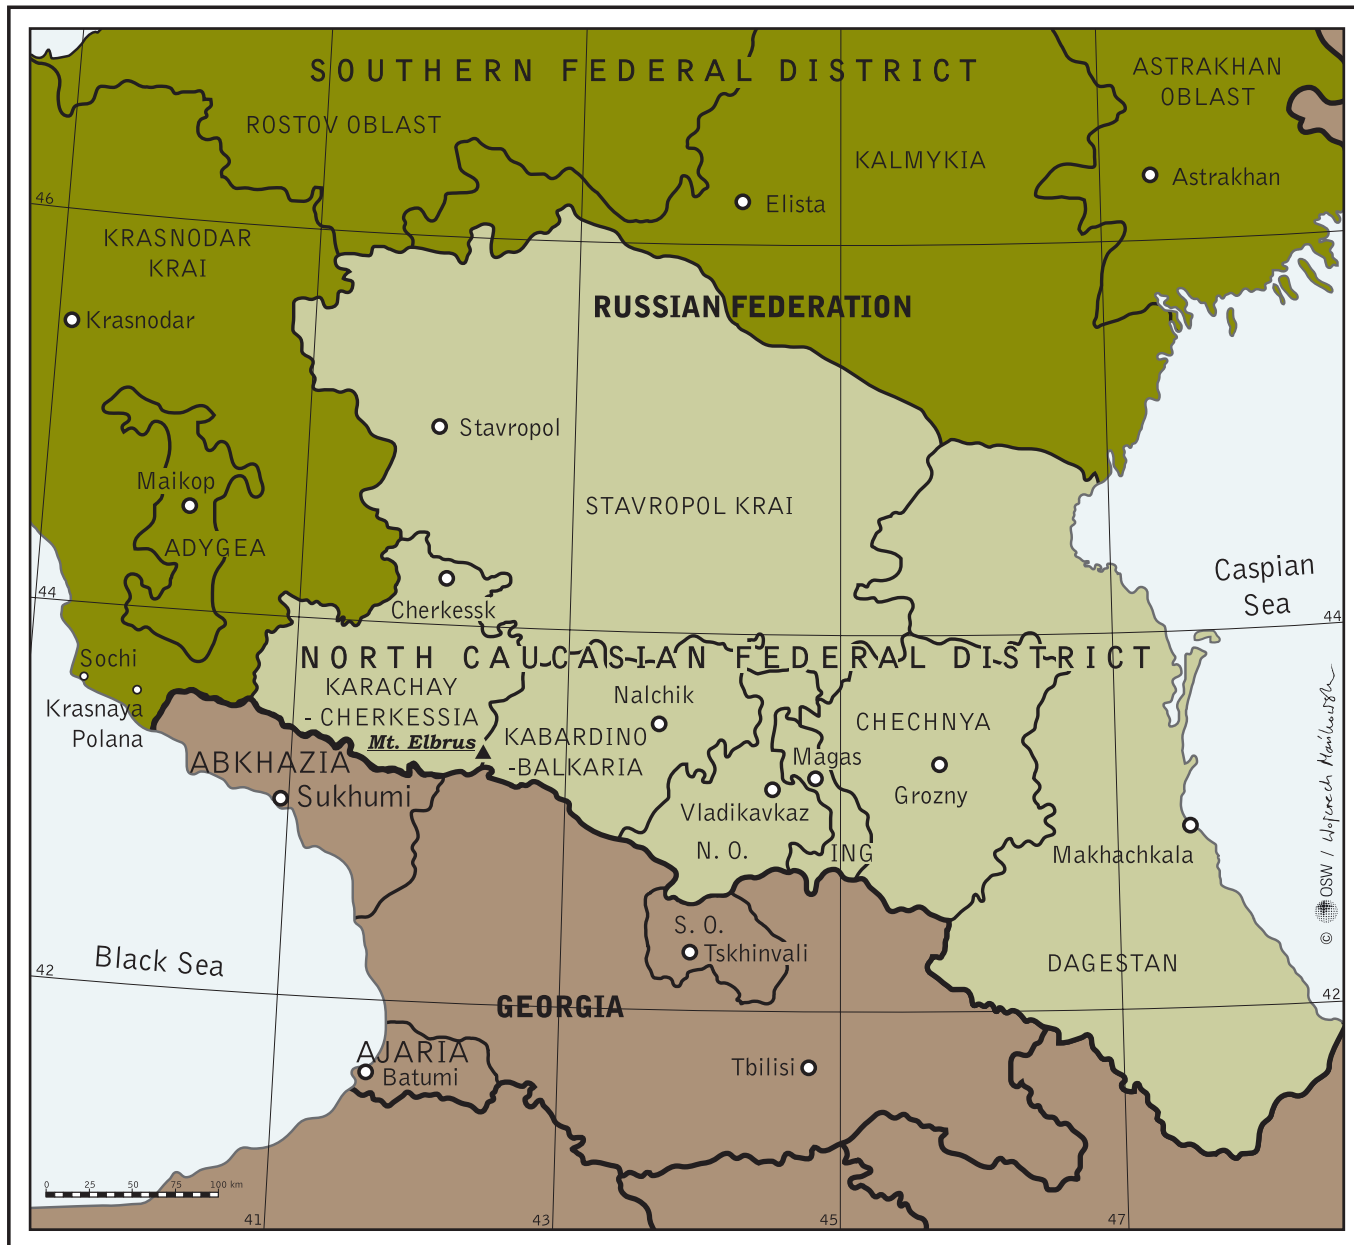 SOUTHERN FEDERAL DISTRICT
ASTRAKHAN
OBLAST
ROSTOV OBLAST
KALMYKIA
Astrakhan
46
Elista
KRASNODAR
KRAI
RUSSIAN FEDERATION
Krasnodar
Stavropol
Maikop
STAVROPOL KRAI
ADYGEA
Caspian
Sea
Cherkessk
44
44
NORTH CAUCASIAN FEDERAL DISTRICT
Sochi
KARACHAY
- CHERKESSIA
Nalchik
Krasnaya
Polana
Mt. Elbrus
KABARDINO
-BALKARIA
CHECHNYA
Magas
ABKHAZIA
Sukhumi
Grozny
Vladikavkaz
N. O.
ING
Makhachkala
© OSW / Wojciech Mańkowski
S. O.
Tskhinvali
Black Sea
DAGESTAN
42
42
GEORGIA
AJARIA
Batumi
Tbilisi
0 25 50 75 100 km
41 43 45 47